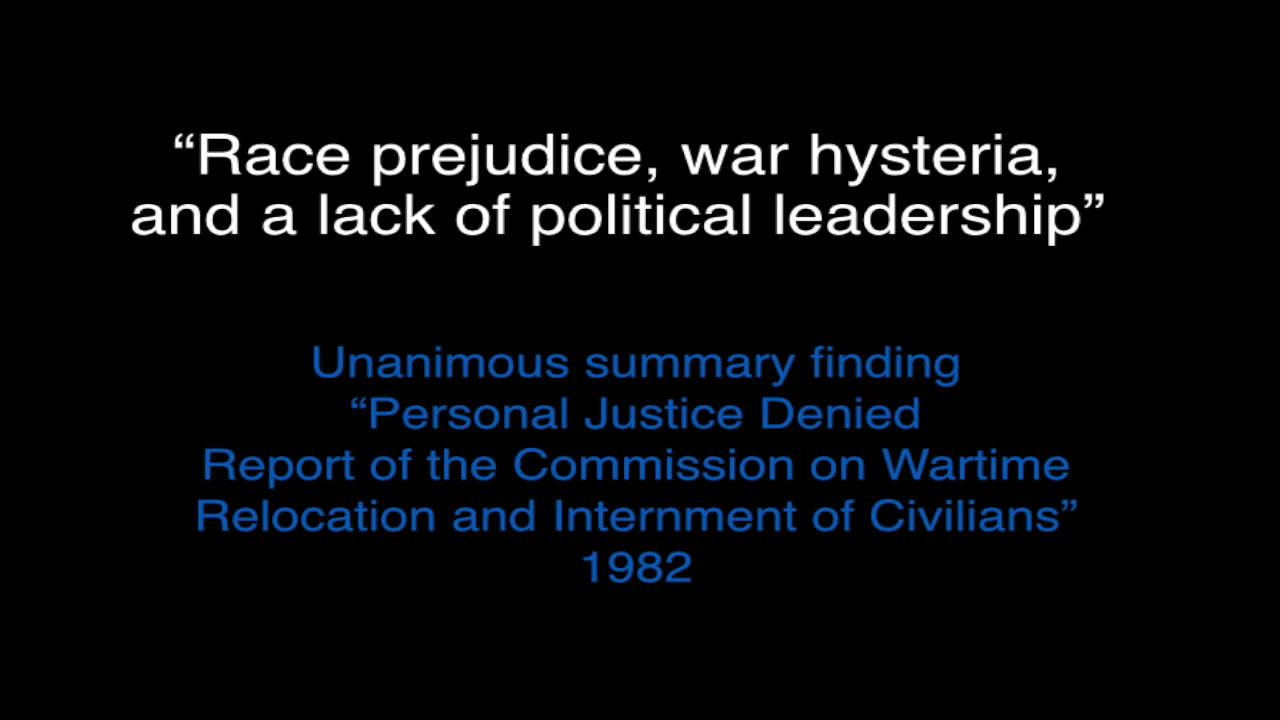 “Race prejudice, war hysteria,
and a lack of political leadership”
Unanimous summary finding
“Personal Justice Denied
Report of the Commission on Wartime
Relocation and Internment of Civilians”
1982